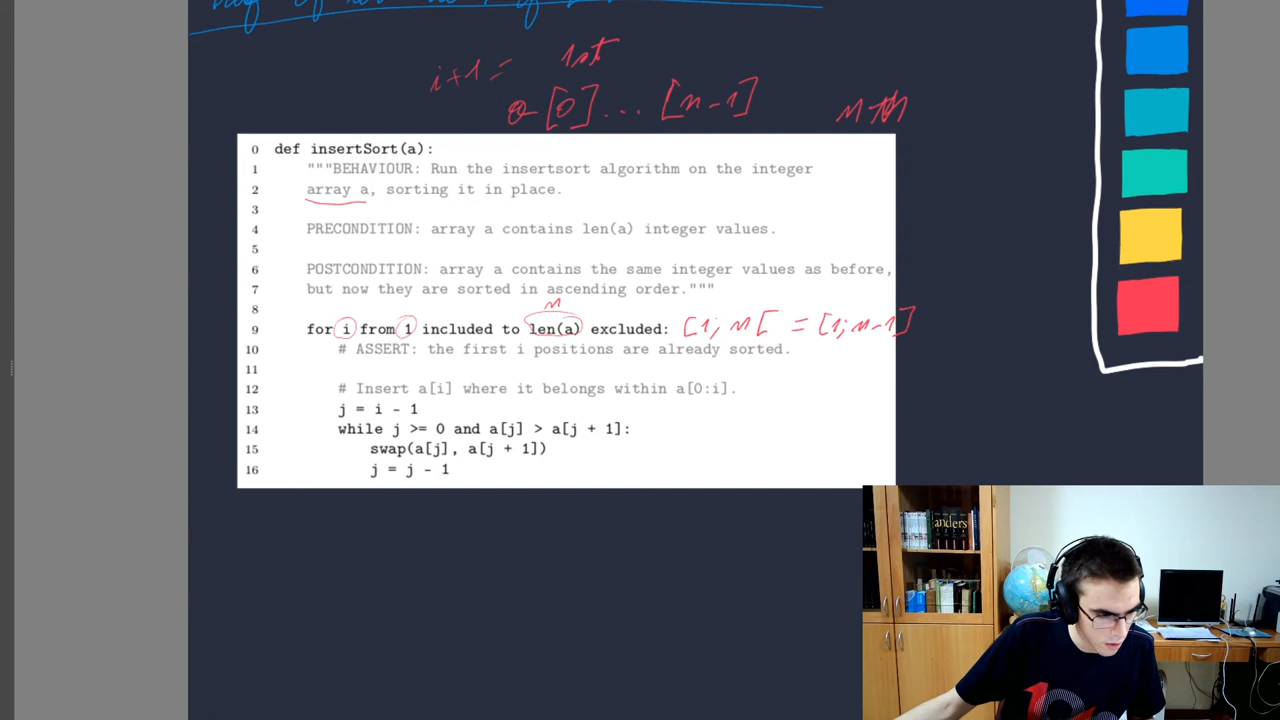 i+1 = 1st
a[0]...[n-1] nth
0 def insertSort(a):
1 """BEHAVIOUR: Run the insertsort algorithm on the integer
2 array a, sorting it in place.
3
4 PRECONDITION: array a contains len(a) integer values.
5
6 POSTCONDITION: array a contains the same integer values as before,
7 but now they are sorted in ascending order."""
8 n
9 for i from 1 included to len(a) excluded: [1; n[ = [1; n-1]
10 # ASSERT: the first i positions are already sorted.
11
12 # Insert a[i] where it belongs within a[0:i].
13 j = i - 1
14 while j >= 0 and a[j] > a[j + 1]:
15 swap(a[j], a[j + 1])
16 j = j - 1
anders